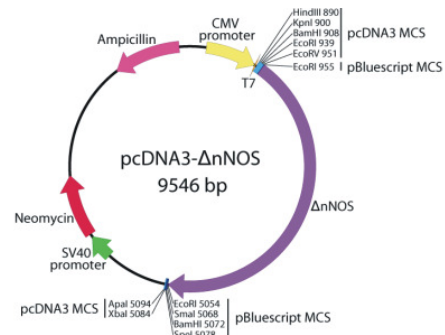 CMV
promoter
Ampicillin
HindIII 890
KpnI 900
BamHI 908
EcoRI 939
EcoRV 951
pcDNA3 MCS
EcoRI 955
pBluescript MCS
T7
pcDNA3-ΔnNOS
9546 bp
ΔnNOS
Neomycin
SV40
promoter
pcDNA3 MCS
ApaI 5094
XbaI 5084
EcoRI 5054
SmaI 5068
BamHI 5072
SpeI 5078
pBluescript MCS